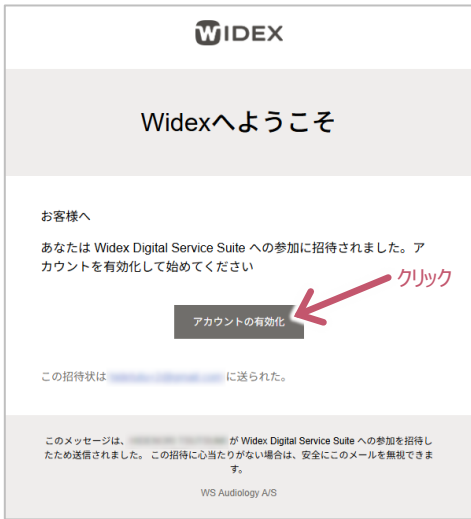 WIDEX
Widexへようこそ
お客様へ
あなたは Widex Digital Service Suite への参加に招待されました。ア
カウントを有効化して始めてください
クリック
アカウントの有効化
この招待状は に送られた。
このメッセージは、 が Widex Digital Service Suite への参加を招待し
たため送信されました。 この招待に心当たりがない場合は、安全にこのメールを無視できま
す。
WS Audiology A/S